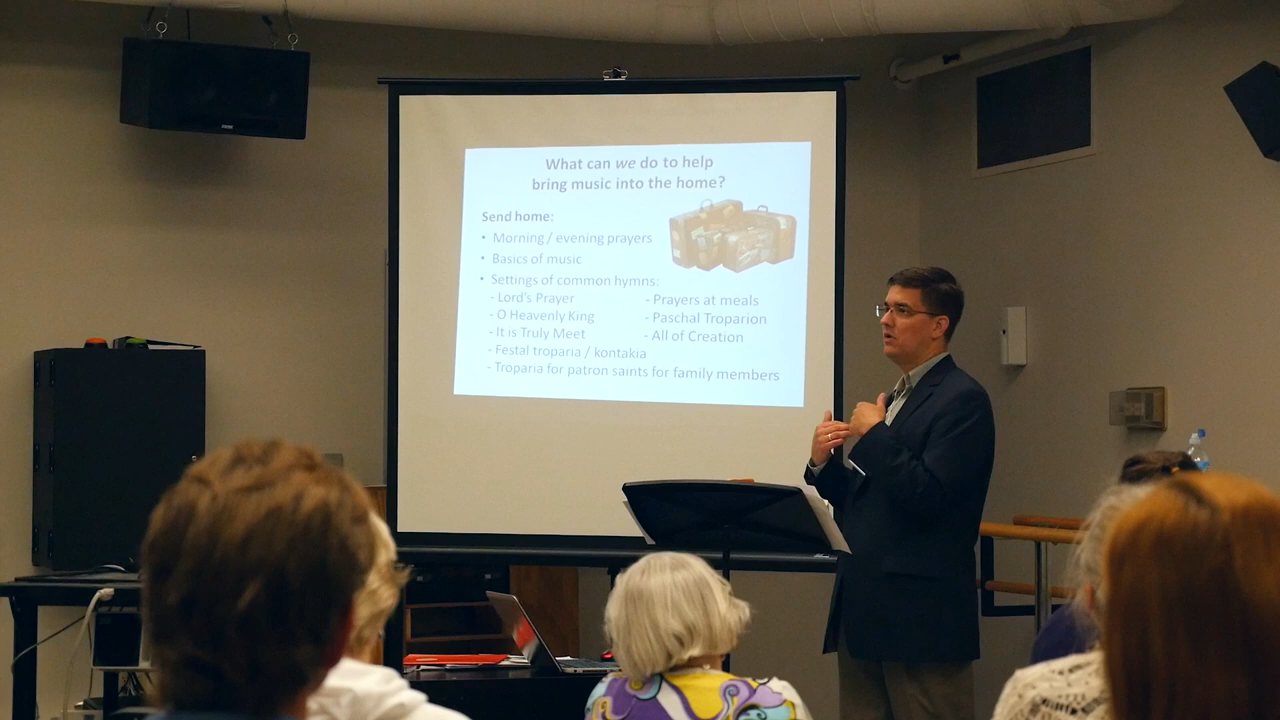 What can we do to help
bring music into the home?
Send home:
• Morning / evening prayers
• Basics of music
• Settings of common hymns:
- Lord's Prayer
- O Heavenly King
- It is Truly Meet
- Festal troparia / kontakia
- Troparia for patron saints for family members
- Prayers at meals
- Paschal Troparion
- All of Creation